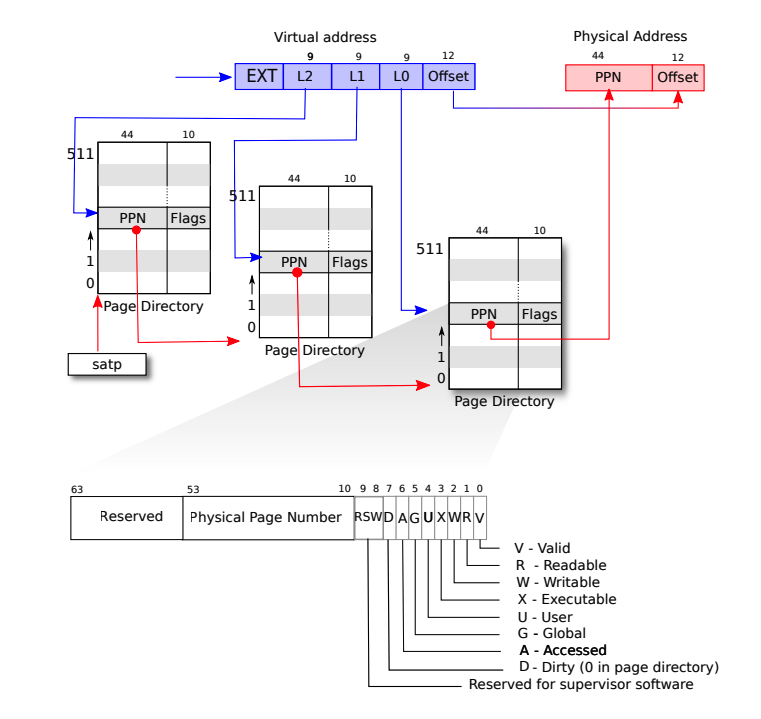 Virtual address
Physical Address
9 9 9 12
44 12
EXT L2 L1 L0 Offset
PPN Offset
44 10
511
PPN Flags
1
0
Page Directory
satp
44 10
511
PPN Flags
1
0
Page Directory
44 10
511
PPN Flags
1
0
Page Directory
63 53 10 9 8 7 6 5 4 3 2 1 0
Reserved Physical Page Number RSW D A G U X W R V
V - Valid
R - Readable
W - Writable
X - Executable
U - User
G - Global
A - Accessed
D - Dirty (0 in page directory)
Reserved for supervisor software